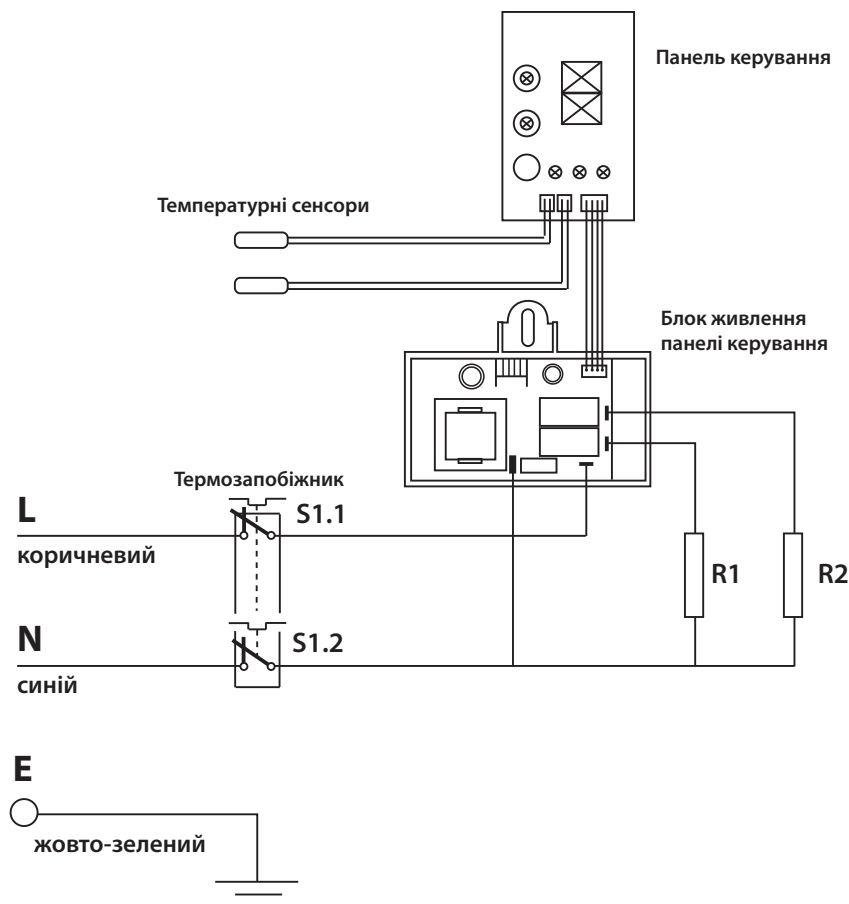 Панель керування
Температурні сенсори
Блок живлення
панелі керування
Термозапобіжник
L
S1.1
коричневий
R1
R2
N
S1.2
синій
E
жовто-зелений